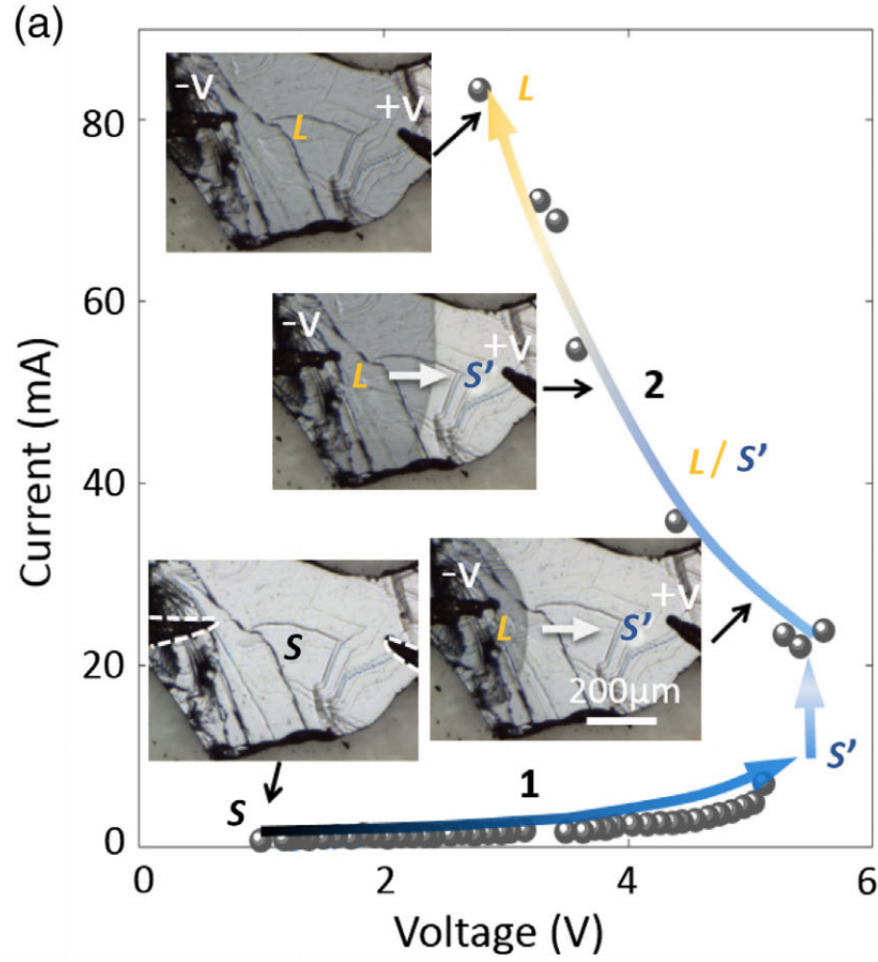 (a)
Current (mA)
80
60
40
20
0
-V
L
+V
L
-V
L
S'
+V
2
L / S'
S
-V
L
S'
+V
200μm
S'
S
1
0
2
4
6
Voltage (V)